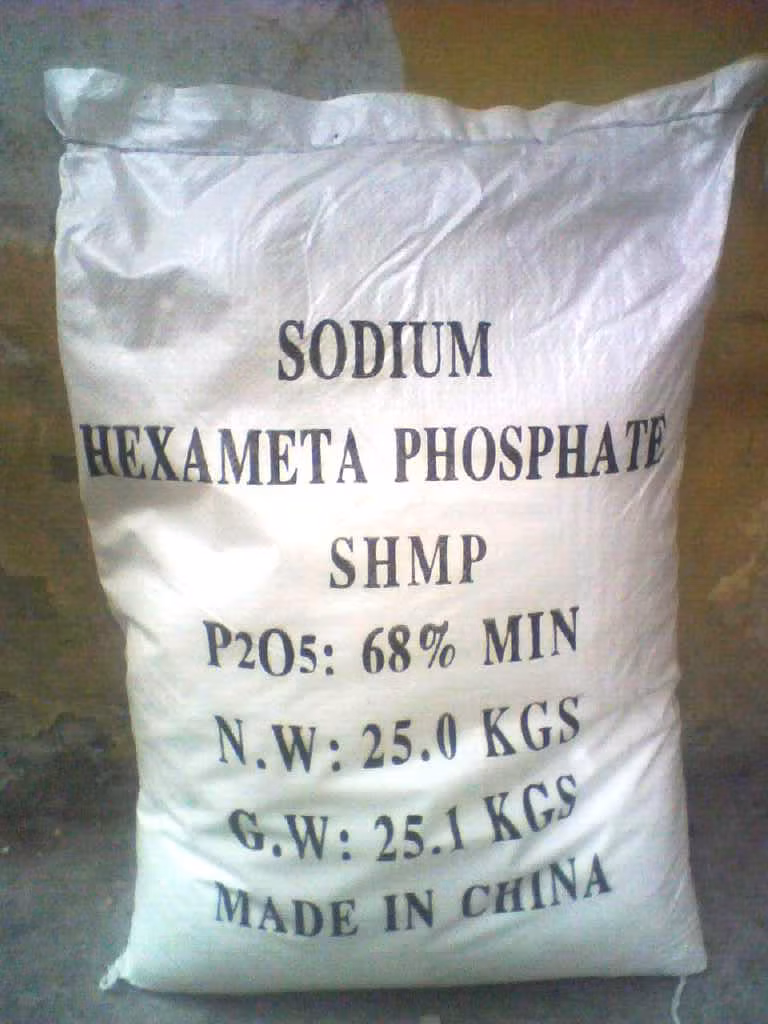 SODIUM
HEXAMETA PHOSPHATE
SHMP
P2O5: 68% MIN
N.W: 25.0 KGS
G.W: 25.1 KGS
MADE IN CHINA